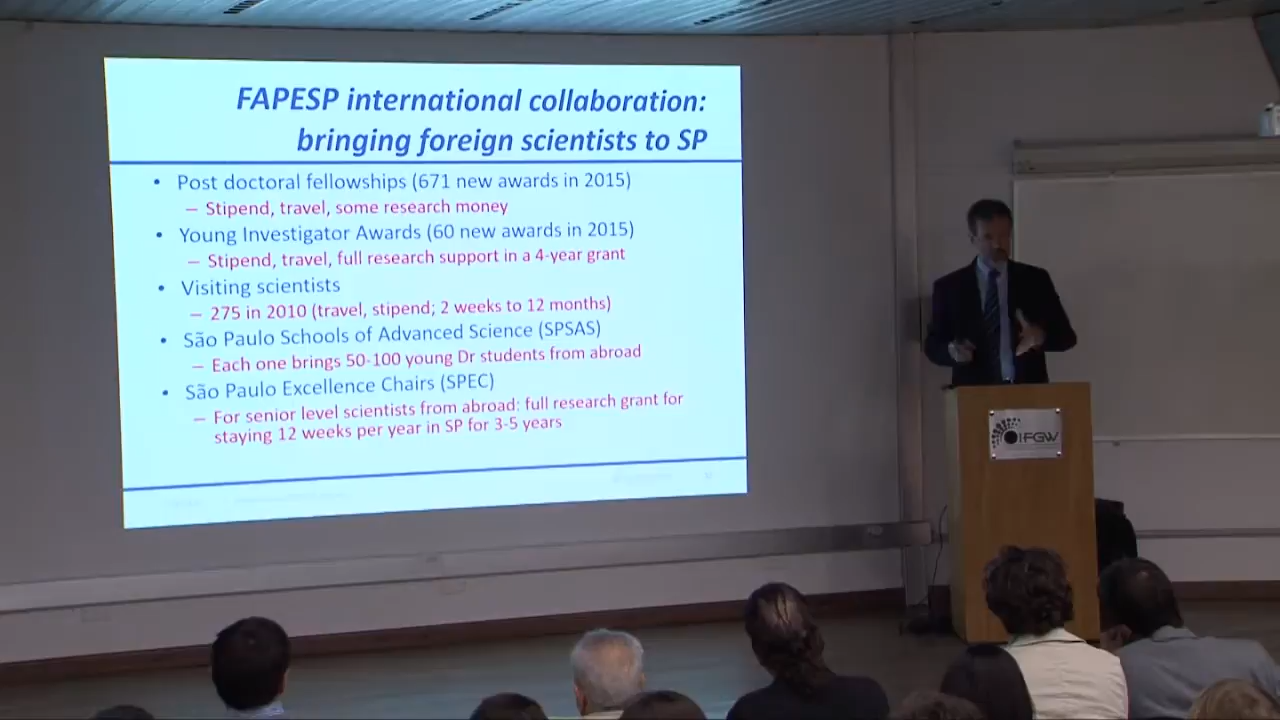 FAPESP international collaboration:
bringing foreign scientists to SP
• Post doctoral fellowships (671 new awards in 2015)
– Stipend, travel, some research money
• Young Investigator Awards (60 new awards in 2015)
– Stipend, travel, full research support in a 4-year grant
• Visiting scientists
– 275 in 2010 (travel, stipend; 2 weeks to 12 months)
• São Paulo Schools of Advanced Science (SPSAS)
– Each one brings 50-100 young Dr students from abroad
• São Paulo Excellence Chairs (SPEC)
– For senior level scientists from abroad: full research grant for
staying 12 weeks per year in SP for 3-5 years
IFGW